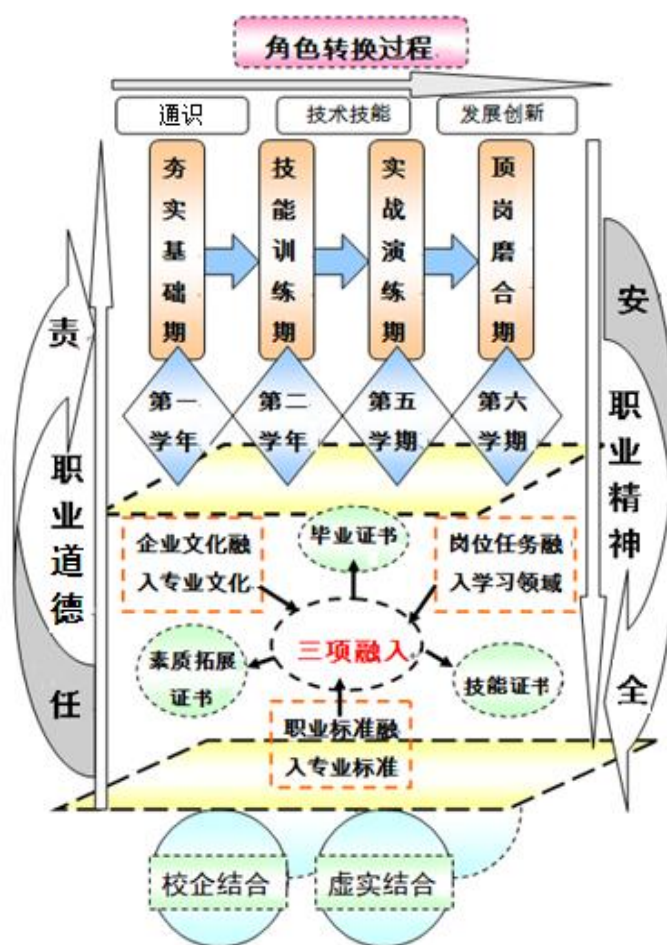 角色转换过程
通识
技术技能
发展创新
夯实基础期
技能训练期
实战演练期
顶岗磨合期
第一
学年
第二
学年
第五
学期
第六
学期
责
任
职业道德
安
全
职业精神
企业文化融
入专业文化
毕业证书
岗位任务融
入学习领域
三项融入
素质拓展
证书
技能证书
职业标准融
入专业标准
校企结合
虚实结合